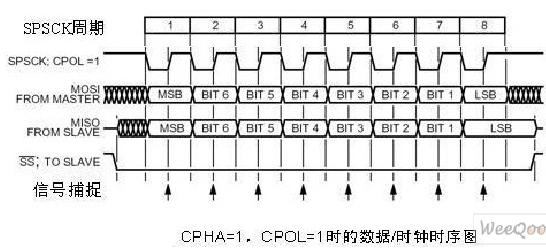 SPSCK周期 1 2 3 4 5 6 7 8
SPSCK; CPOL =1
MOSI
FROM MASTER
MSB BIT 6 BIT 5 BIT 4 BIT 3 BIT 2 BIT 1 LSB
MISO
FROM SLAVE
MSB BIT 6 BIT 5 BIT 4 BIT 3 BIT 2 BIT 1 LSB
SS; TO SLAVE
信号捕捉
CPHA=1，CPOL=1时的数据/时钟时序图
WeeQoo